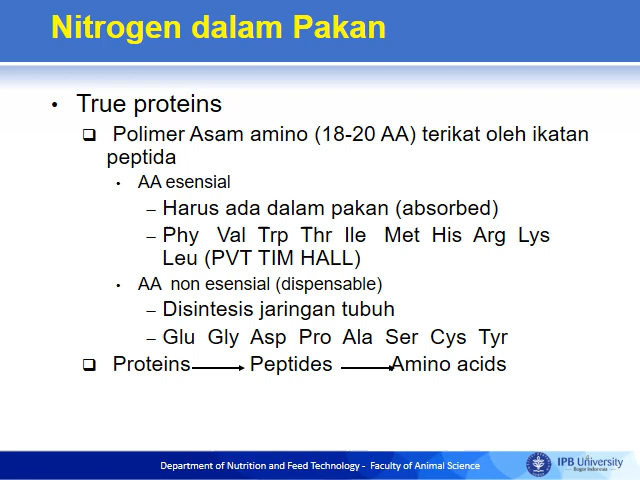 Nitrogen dalam Pakan
• True proteins
❑ Polimer Asam amino (18-20 AA) terikat oleh ikatan
peptida
• AA esensial
– Harus ada dalam pakan (absorbed)
– Phy Val Trp Thr Ile Met His Arg Lys
Leu (PVT TIM HALL)
• AA non esensial (dispensable)
– Disintesis jaringan tubuh
– Glu Gly Asp Pro Ala Ser Cys Tyr
❑ Proteins → Peptides → Amino acids
Department of Nutrition and Feed Technology - Faculty of Animal Science
IPB University
Bogor Indonesia